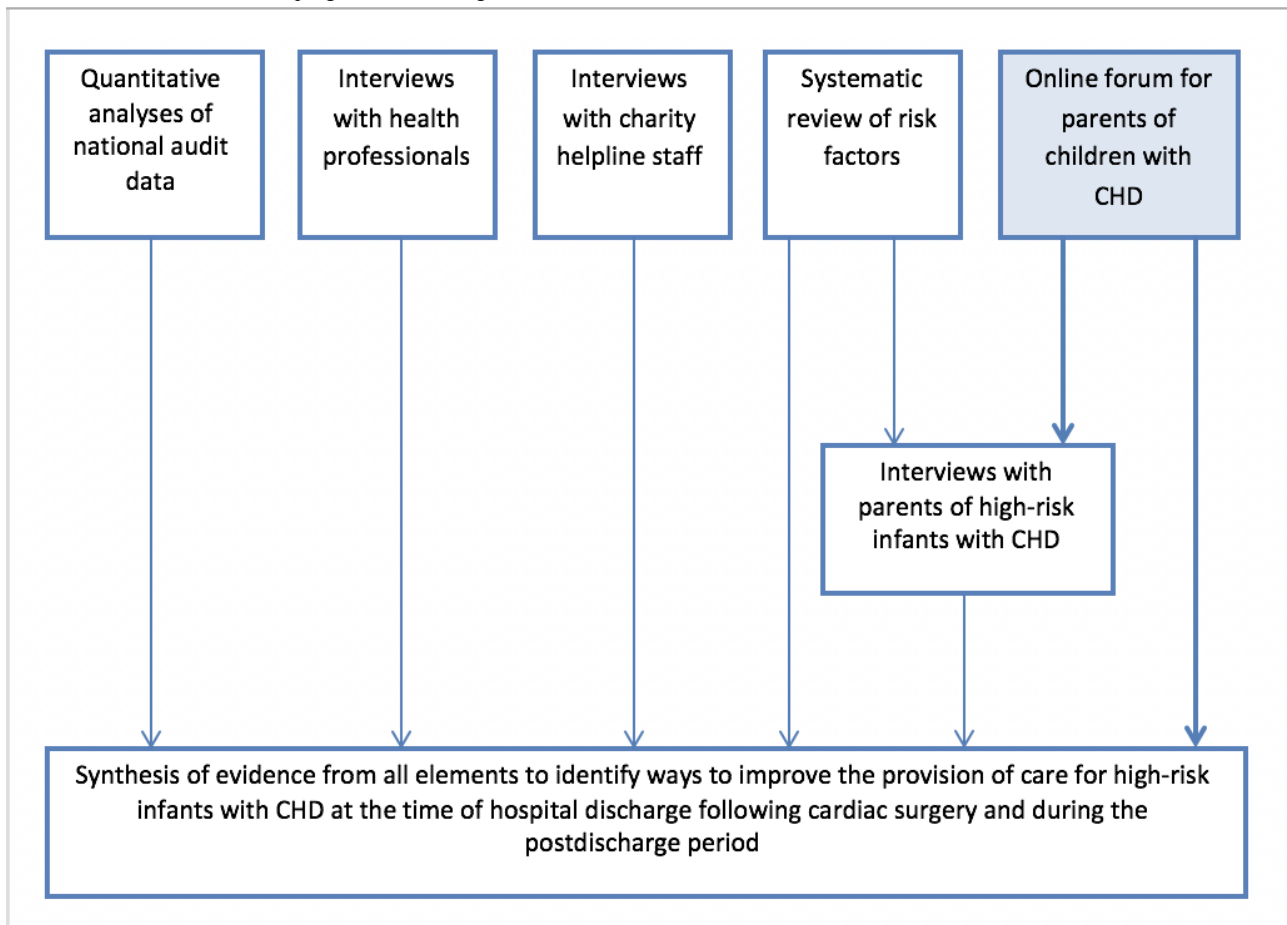 Quantitative
analyses of
national audit
data
Interviews
with health
professionals
Interviews
with charity
helpline staff
Systematic
review of risk
factors
Online forum for
parents of
children with
CHD
Interviews with
parents of high-risk
infants with CHD
Synthesis of evidence from all elements to identify ways to improve the provision of care for high-risk
infants with CHD at the time of hospital discharge following cardiac surgery and during the
postdischarge period